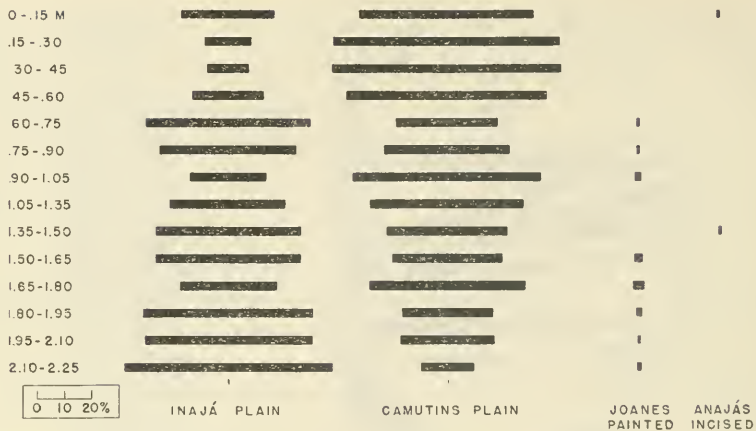 0-.15 M
.15-.30
30-45
45-.60
60-.75
.75-.90
.90-1.05
1.05-1.35
1.35-1.50
1.50-1.65
1.65-1.80
1.80-1.95
1.95-2.10
2.10-2.25
0 10 20%
INAJÁ PLAIN
CAMUTINS PLAIN
JOANES
PAINTED
ANAJÁS
INCISED